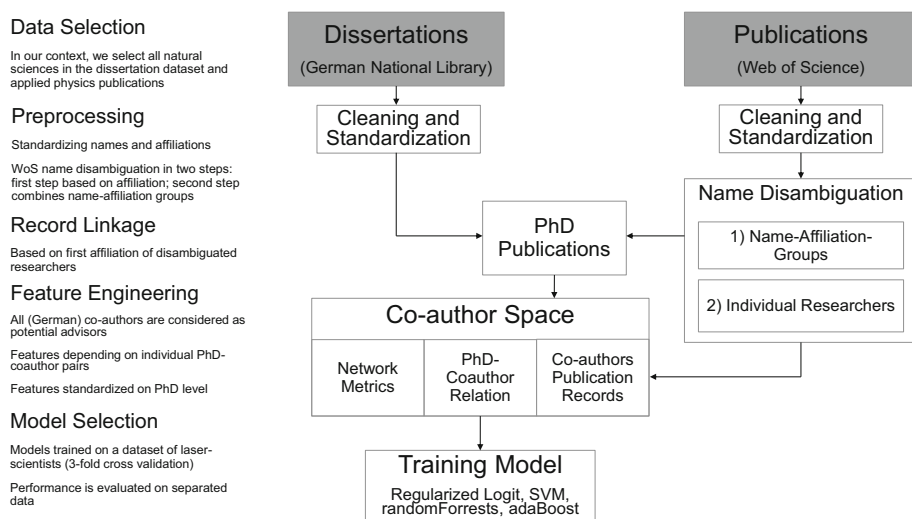 Data Selection
In our context, we select all natural
sciences in the dissertation dataset and
applied physics publications
Preprocessing
Standardizing names and affiliations
WoS name disambiguation in two steps:
first step based on affiliation; second step
combines name-affiliation groups
Record Linkage
Based on first affiliation of disambiguated
researchers
Feature Engineering
All (German) co-authors are considered as
potential advisors
Features depending on individual PhD-
coauthor pairs
Features standardized on PhD level
Model Selection
Models trained on a dataset of laser-
scientists (3-fold cross validation)
Performance is evaluated on separated
data
Dissertations
(German National Library)
Publications
(Web of Science)
Cleaning and
Standardization
Cleaning and
Standardization
Name Disambiguation
1) Name-Affiliation-
Groups
2) Individual Researchers
PhD
Publications
Co-author Space
Network
Metrics
PhD-
Coauthor
Relation
Co-authors
Publication
Records
Training Model
Regularized Logit, SVM,
randomForrests, adaBoost